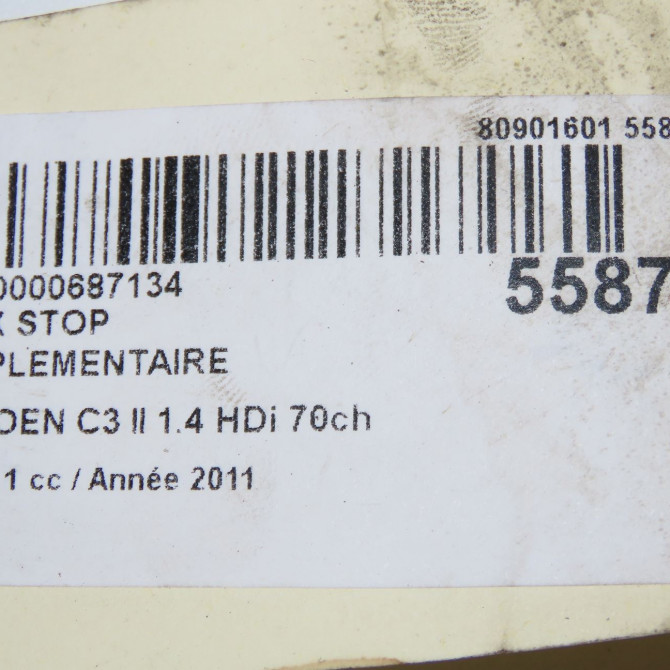 80901601 558
0000687134
5587
X STOP
PLEMENTAIRE
OEN C3 II 1.4 HDi 70ch
1 cc / Année 2011